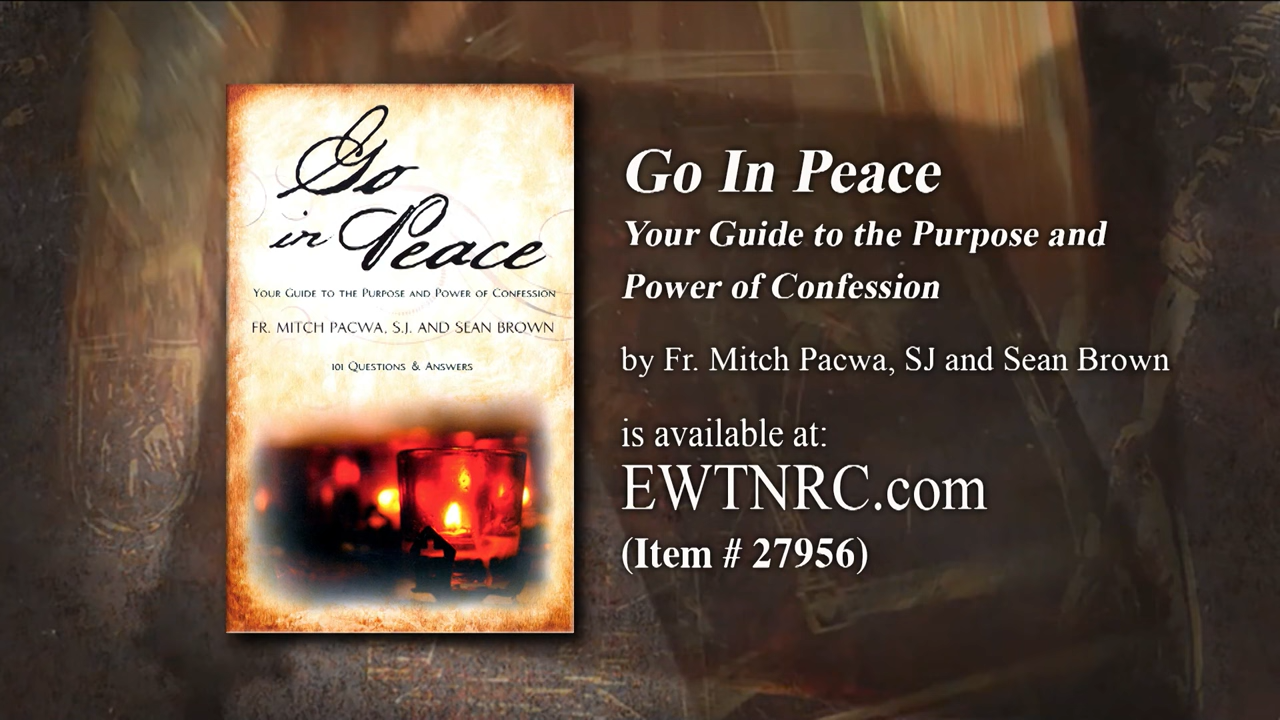 Go
in Peace
YOUR GUIDE TO THE PURPOSE AND POWER OF CONFESSION
FR. MITCH PACWA, S.J. AND SEAN BROWN
101 QUESTIONS & ANSWERS
Go In Peace
Your Guide to the Purpose and
Power of Confession
by Fr. Mitch Pacwa, SJ and Sean Brown
is available at:
EWTNRC.com
(Item # 27956)